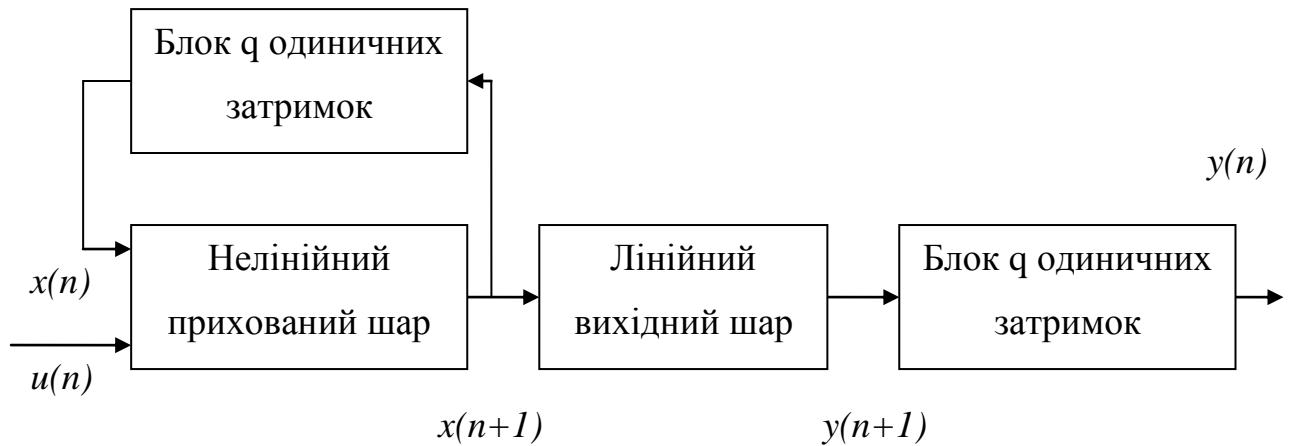 Блок q одиничних
затримок
y(n)
Нелінійний
прихований шар
Лінійний
вихідний шар
Блок q одиничних
затримок
x(n)
u(n)
x(n+1)
y(n+1)